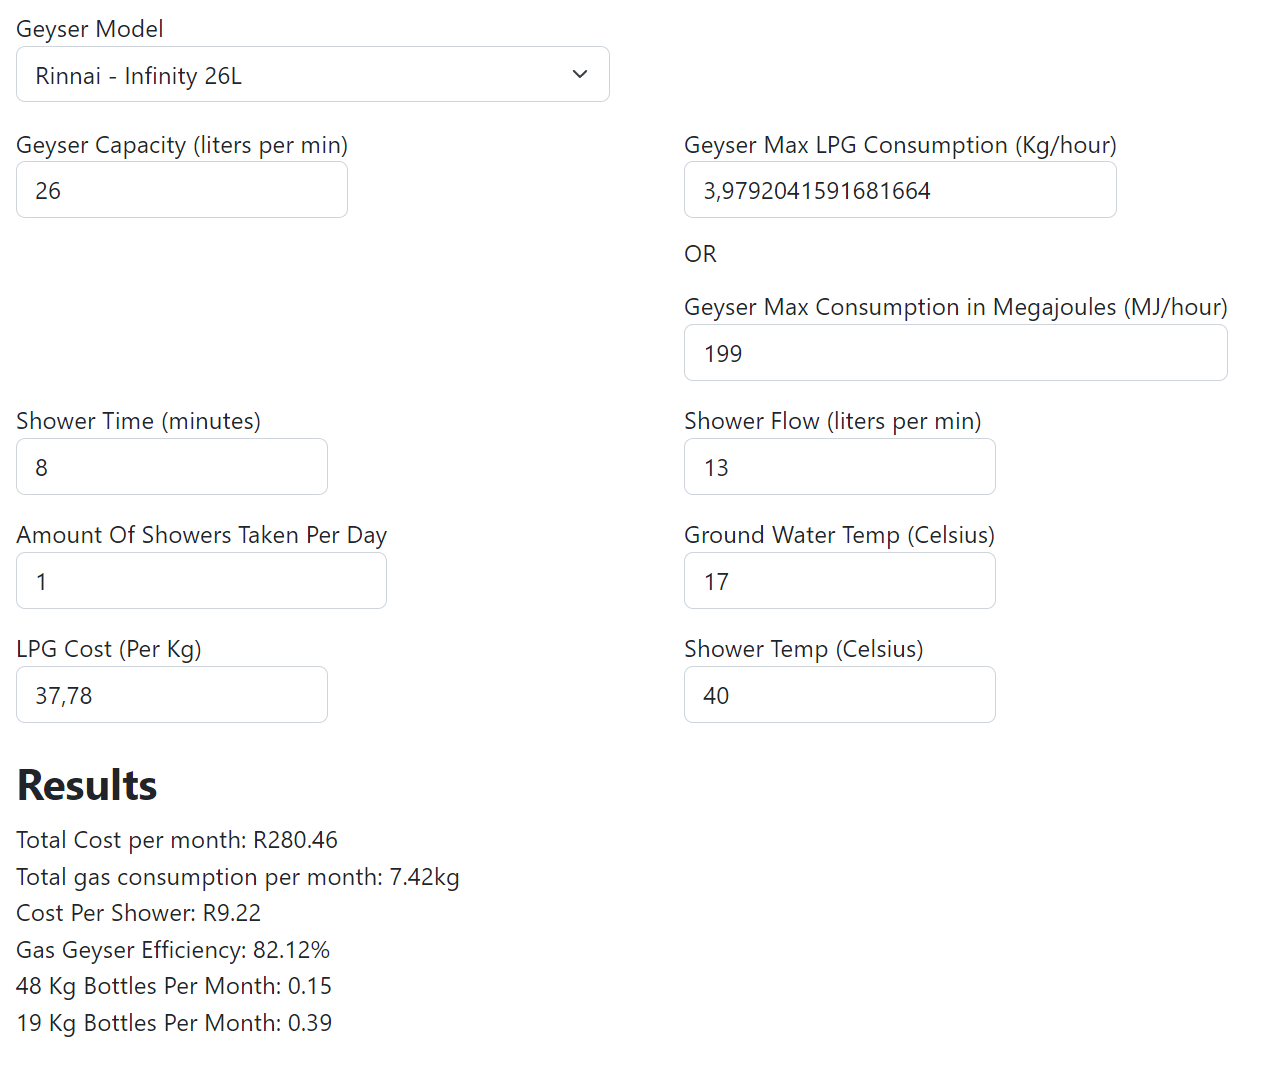 Geyser Model
Rinnai - Infinity 26L
Geyser Capacity (liters per min)
26
Geyser Max LPG Consumption (Kg/hour)
3,9792041591681664
OR
Geyser Max Consumption in Megajoules (MJ/hour)
199
Shower Time (minutes)
8
Shower Flow (liters per min)
13
Amount Of Showers Taken Per Day
1
Ground Water Temp (Celsius)
17
LPG Cost (Per Kg)
37,78
Shower Temp (Celsius)
40
Results
Total Cost per month: R280.46
Total gas consumption per month: 7.42kg
Cost Per Shower: R9.22
Gas Geyser Efficiency: 82.12%
48 Kg Bottles Per Month: 0.15
19 Kg Bottles Per Month: 0.39